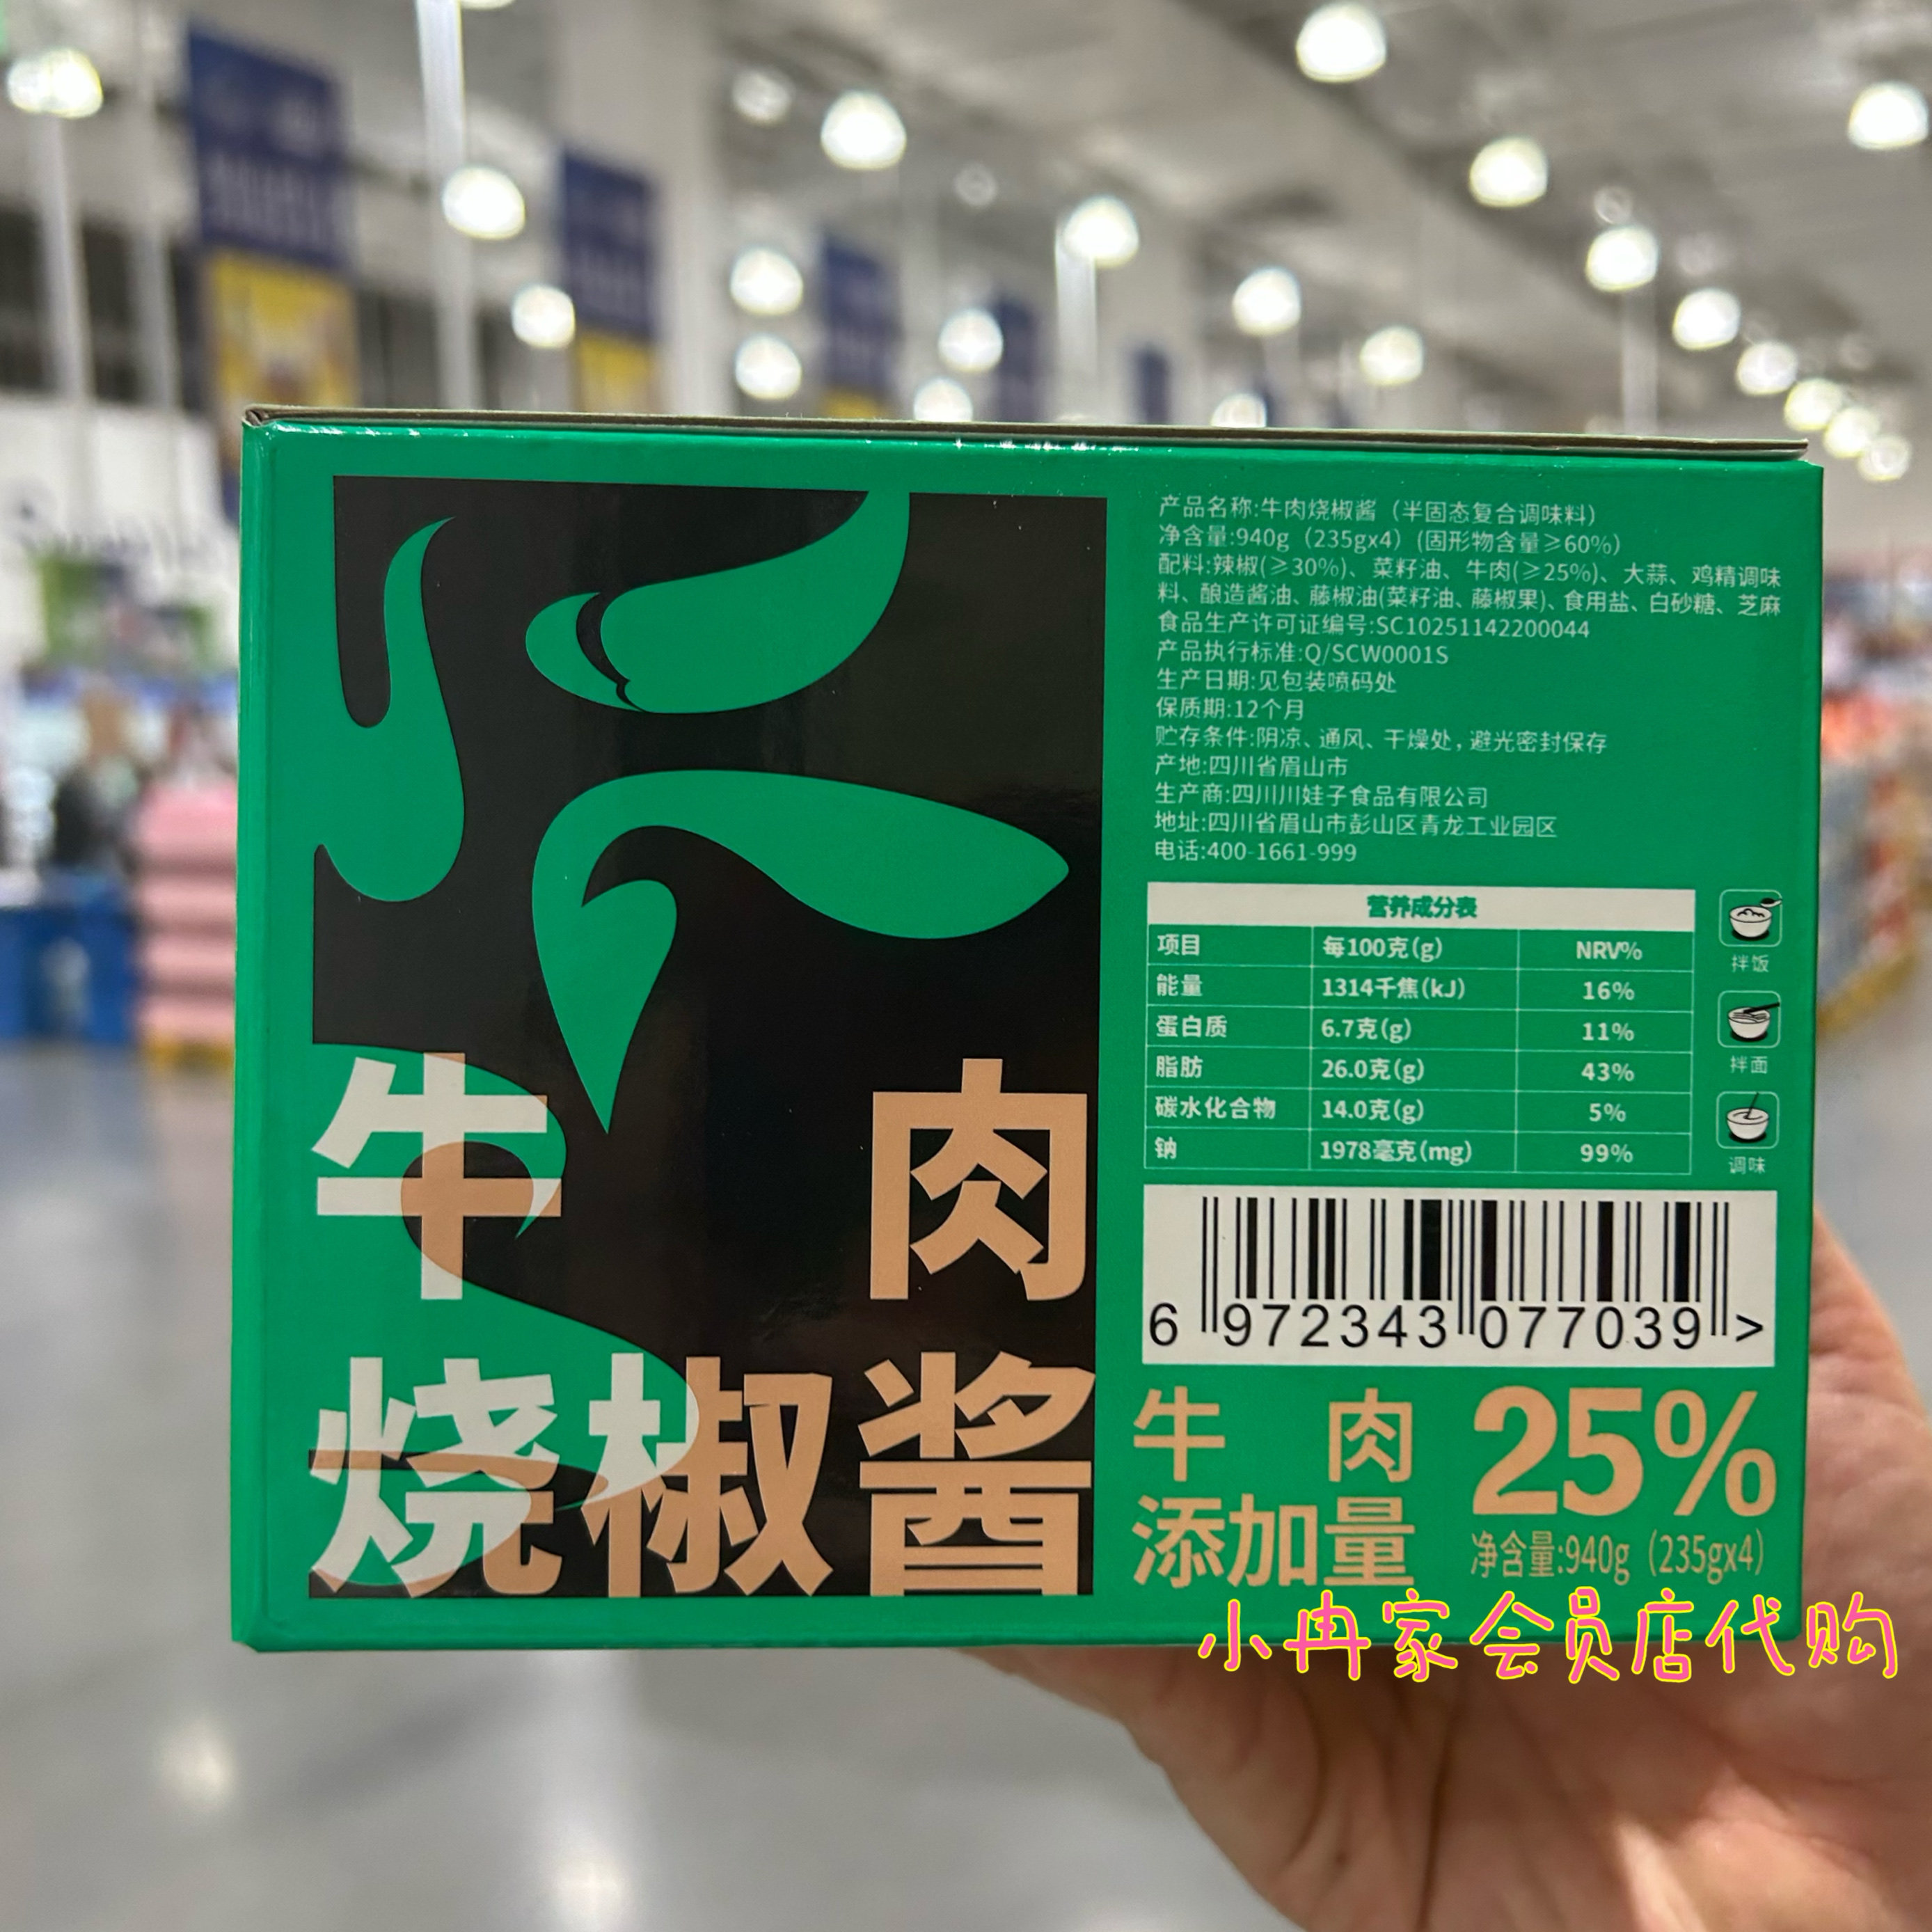 牛肉
烧椒酱
产品名称:牛肉烧椒酱（半固态复合调味料）
净含量:940g（235gx4）(固形物含量≥60%)
配料:辣椒(≥30%)、菜籽油、牛肉(≥25%)、大蒜、鸡精调味
料、酿造酱油、藤椒油(菜籽油、藤椒果)、食用盐、白砂糖、芝麻
食品生产许可证编号:SC10251142200044
产品执行标准:Q/SCW0001S
生产日期:见包装喷码处
保质期:12个月
贮存条件:阴凉、通风、干燥处,避光密封保存
产地:四川省眉山市
生产商:四川川娃子食品有限公司
地址:四川省眉山市彭山区青龙工业园区
电话:400-1661-999
营养成分表
项目 每100克(g) NRV%
能量 1314千焦(kJ) 16%
蛋白质 6.7克(g) 11%
脂肪 26.0克(g) 43%
碳水化合物 14.0克(g) 5%
钠 1978毫克(mg) 99%
拌饭
拌面
调味
6 972343 077039 >
牛肉
添加量
25%
净含量:940g（235gx4）
小冉家会员店代购